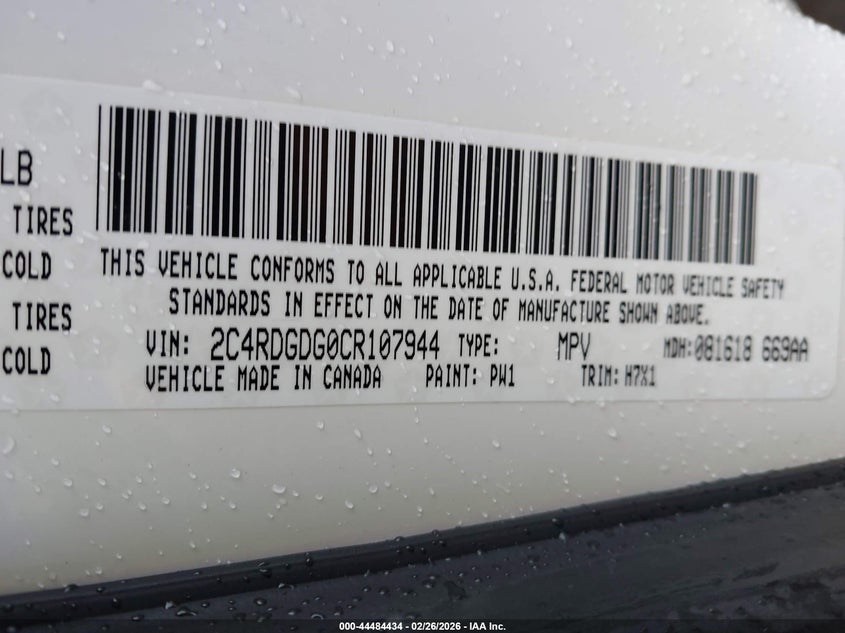 LB
TIRES
COLD
TIRES
COLD
THIS VEHICLE CONFORMS TO ALL APPLICABLE U.S.A. FEDERAL MOTOR VEHICLE SAFETY
STANDARDS IN EFFECT ON THE DATE OF MANUFACTURE SHOWN ABOVE.
VIN: 2C4RDGDG0CR107944 TYPE: MPV MDH: 081618 669AA
VEHICLE MADE IN CANADA PAINT: PW1 TRIM: H7X1
000-44484434 - 02/26/2026 - IAA Inc.